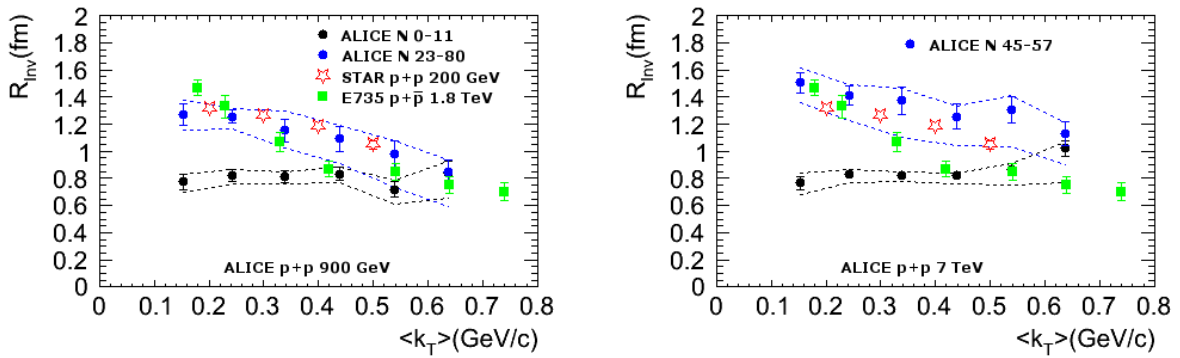 R_Inv(fm)
2
1.8
1.6
1.4
1.2
1
0.8
0.6
0.4
0.2
0
ALICE N 0-11
ALICE N 23-80
STAR p+p 200 GeV
E735 p+p̄ 1.8 TeV
ALICE p+p 900 GeV
0 0.1 0.2 0.3 0.4 0.5 0.6 0.7 0.8
<k_T>(GeV/c)
R_Inv(fm)
2
1.8
1.6
1.4
1.2
1
0.8
0.6
0.4
0.2
0
ALICE N 45-57
ALICE p+p 7 TeV
0 0.1 0.2 0.3 0.4 0.5 0.6 0.7 0.8
<k_T>(GeV/c)